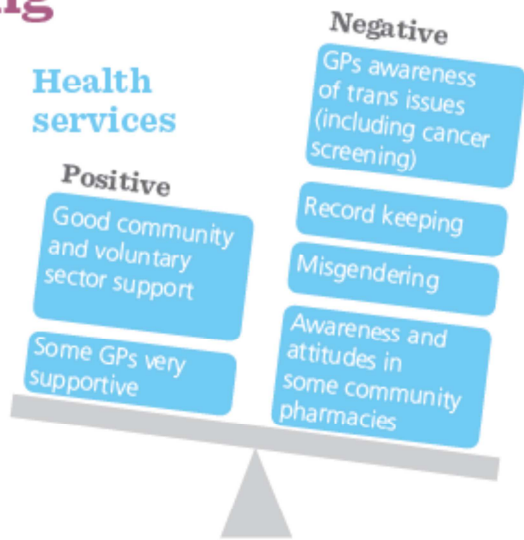 Health
services
Positive
Good community
and voluntary
sector support
Some GPs very
supportive
Negative
GPs awareness
of trans issues
(including cancer
screening)
Record keeping
Misgendering
Awareness and
attitudes in
some community
pharmacies